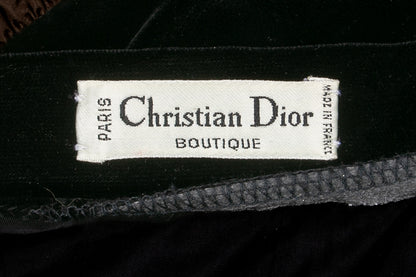 PARIS
Christian Dior
BOUTIQUE
MADE IN FRANCE